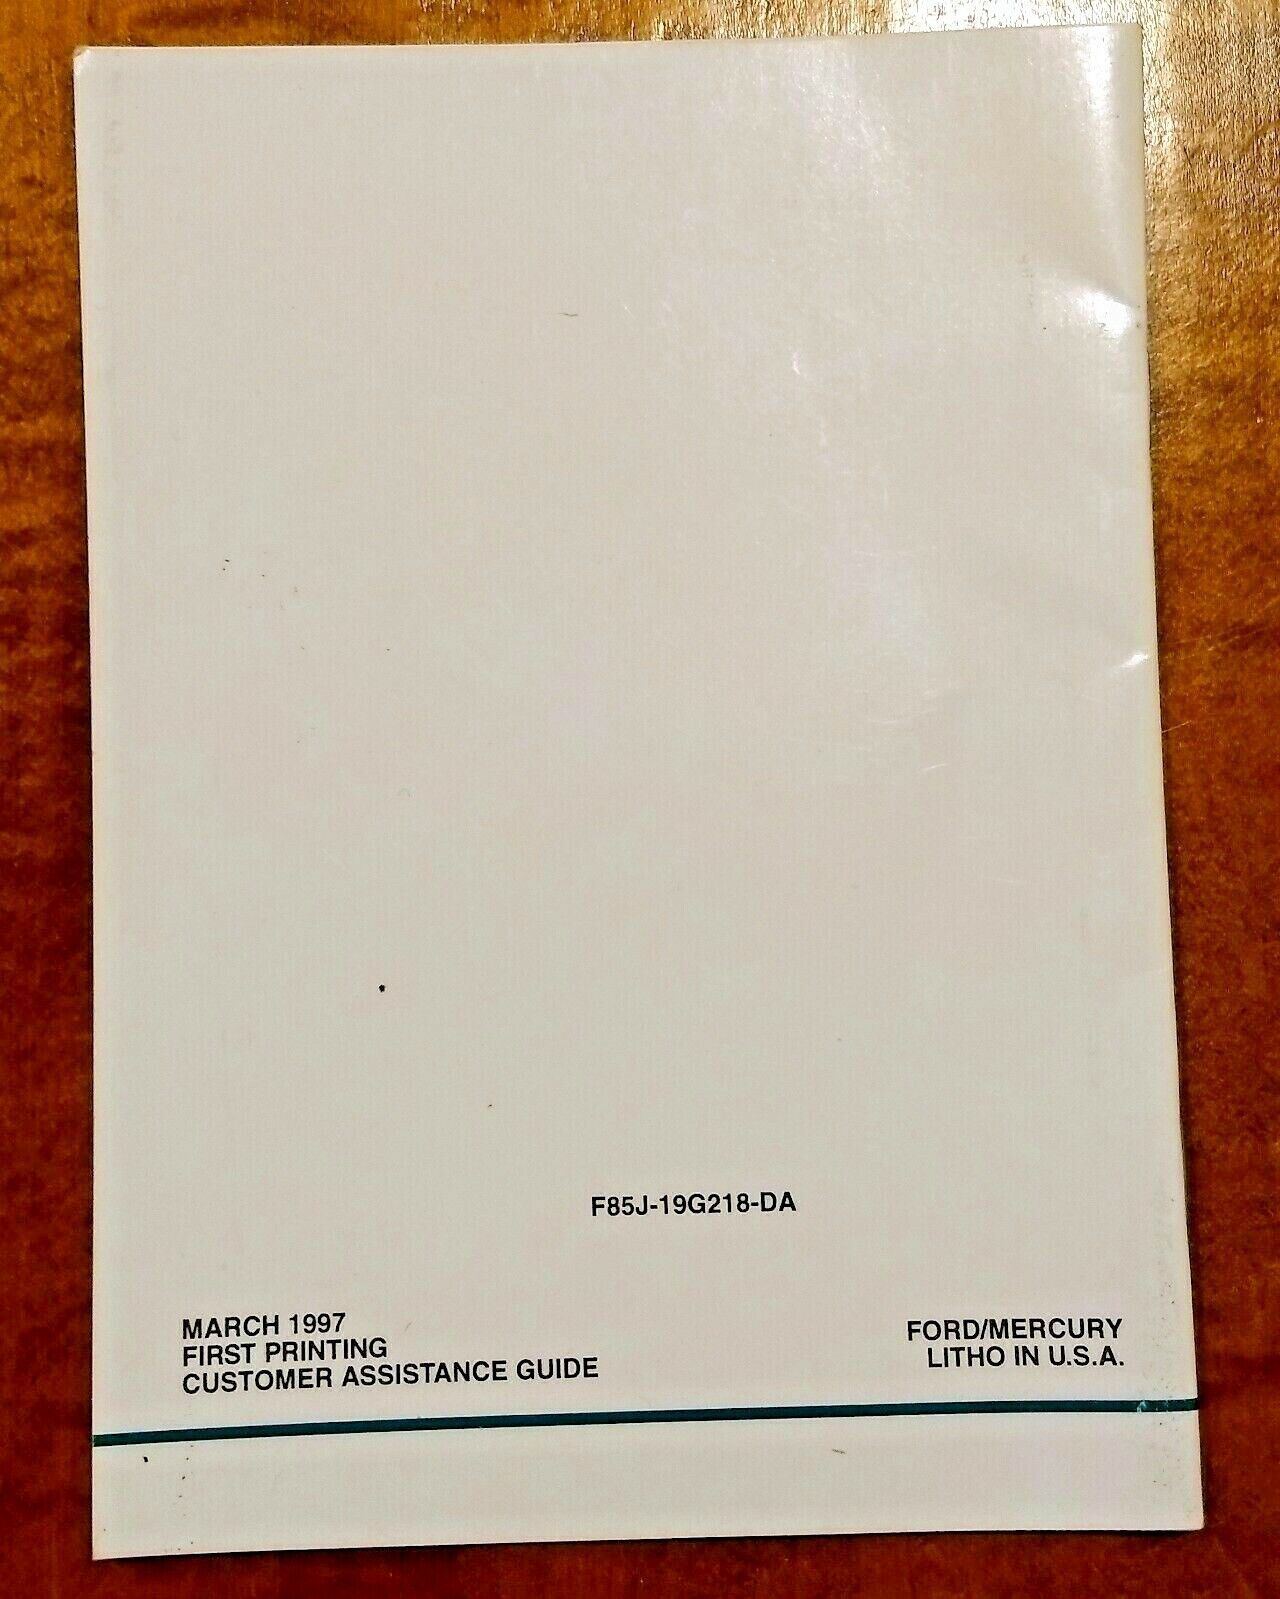 F85J-19G218-DA
MARCH 1997
FIRST PRINTING
CUSTOMER ASSISTANCE GUIDE
FORD/MERCURY
LITHO IN U.S.A.